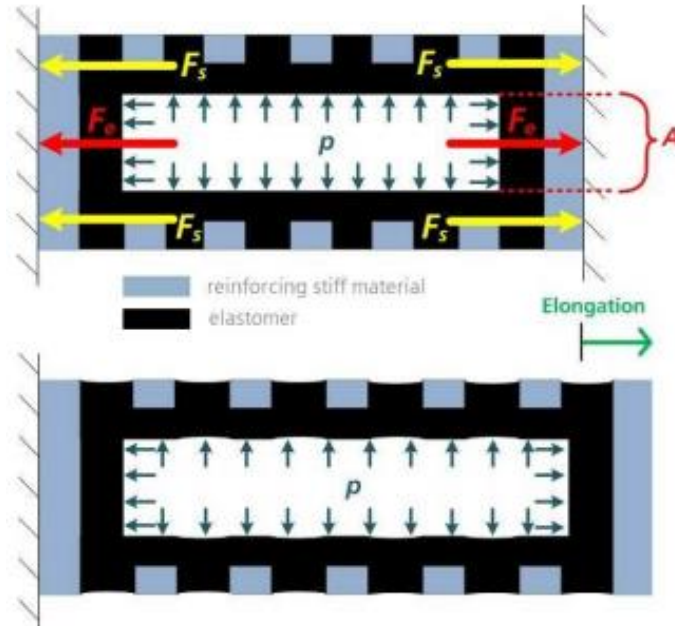 Fs Fs
Fe p Fe A
Fs Fs
reinforcing stiff material
elastomer
Elongation
p